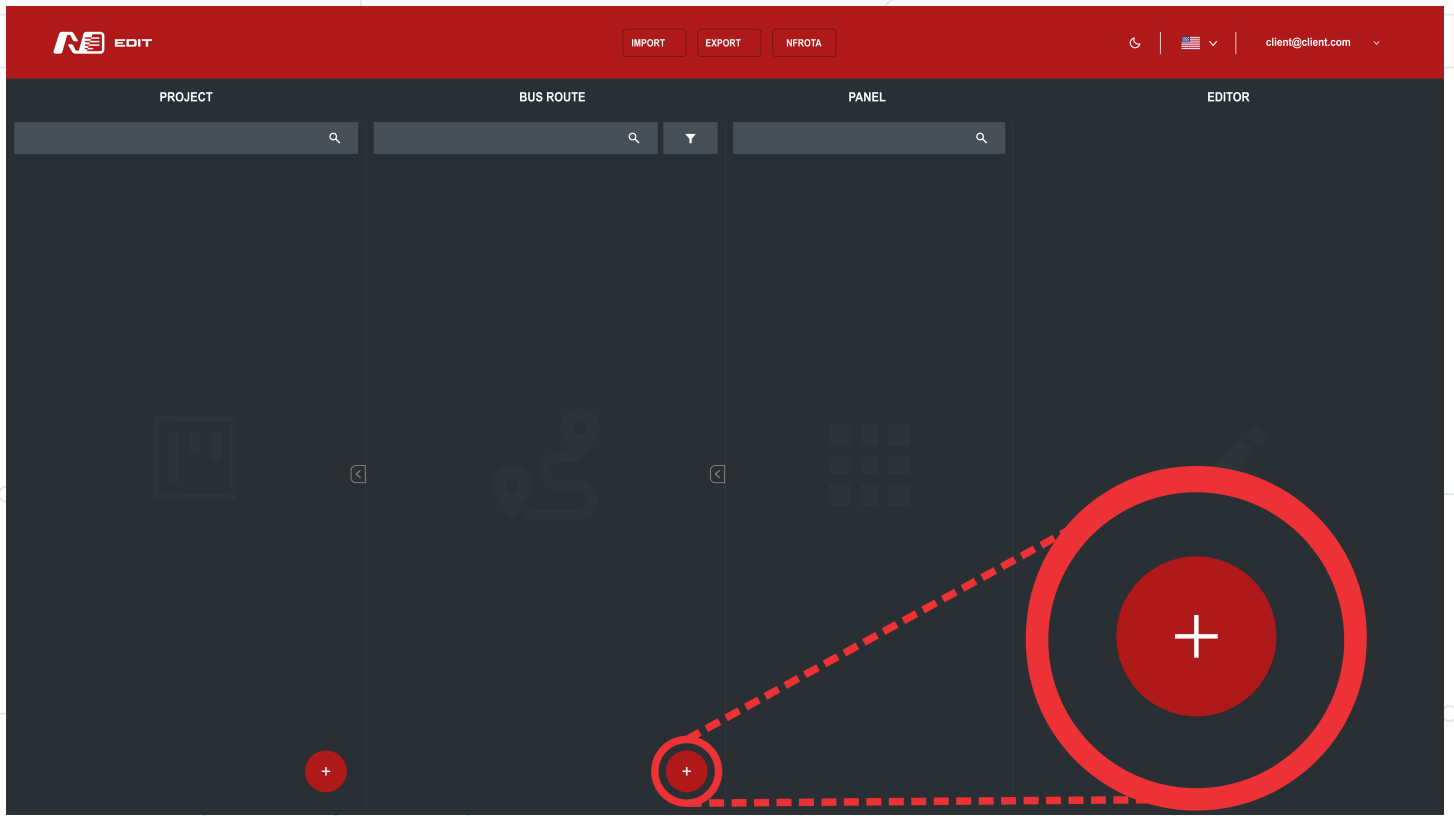 EDIT
IMPORT EXPORT NFROTA
client@client.com
PROJECT BUS ROUTE PANEL EDITOR